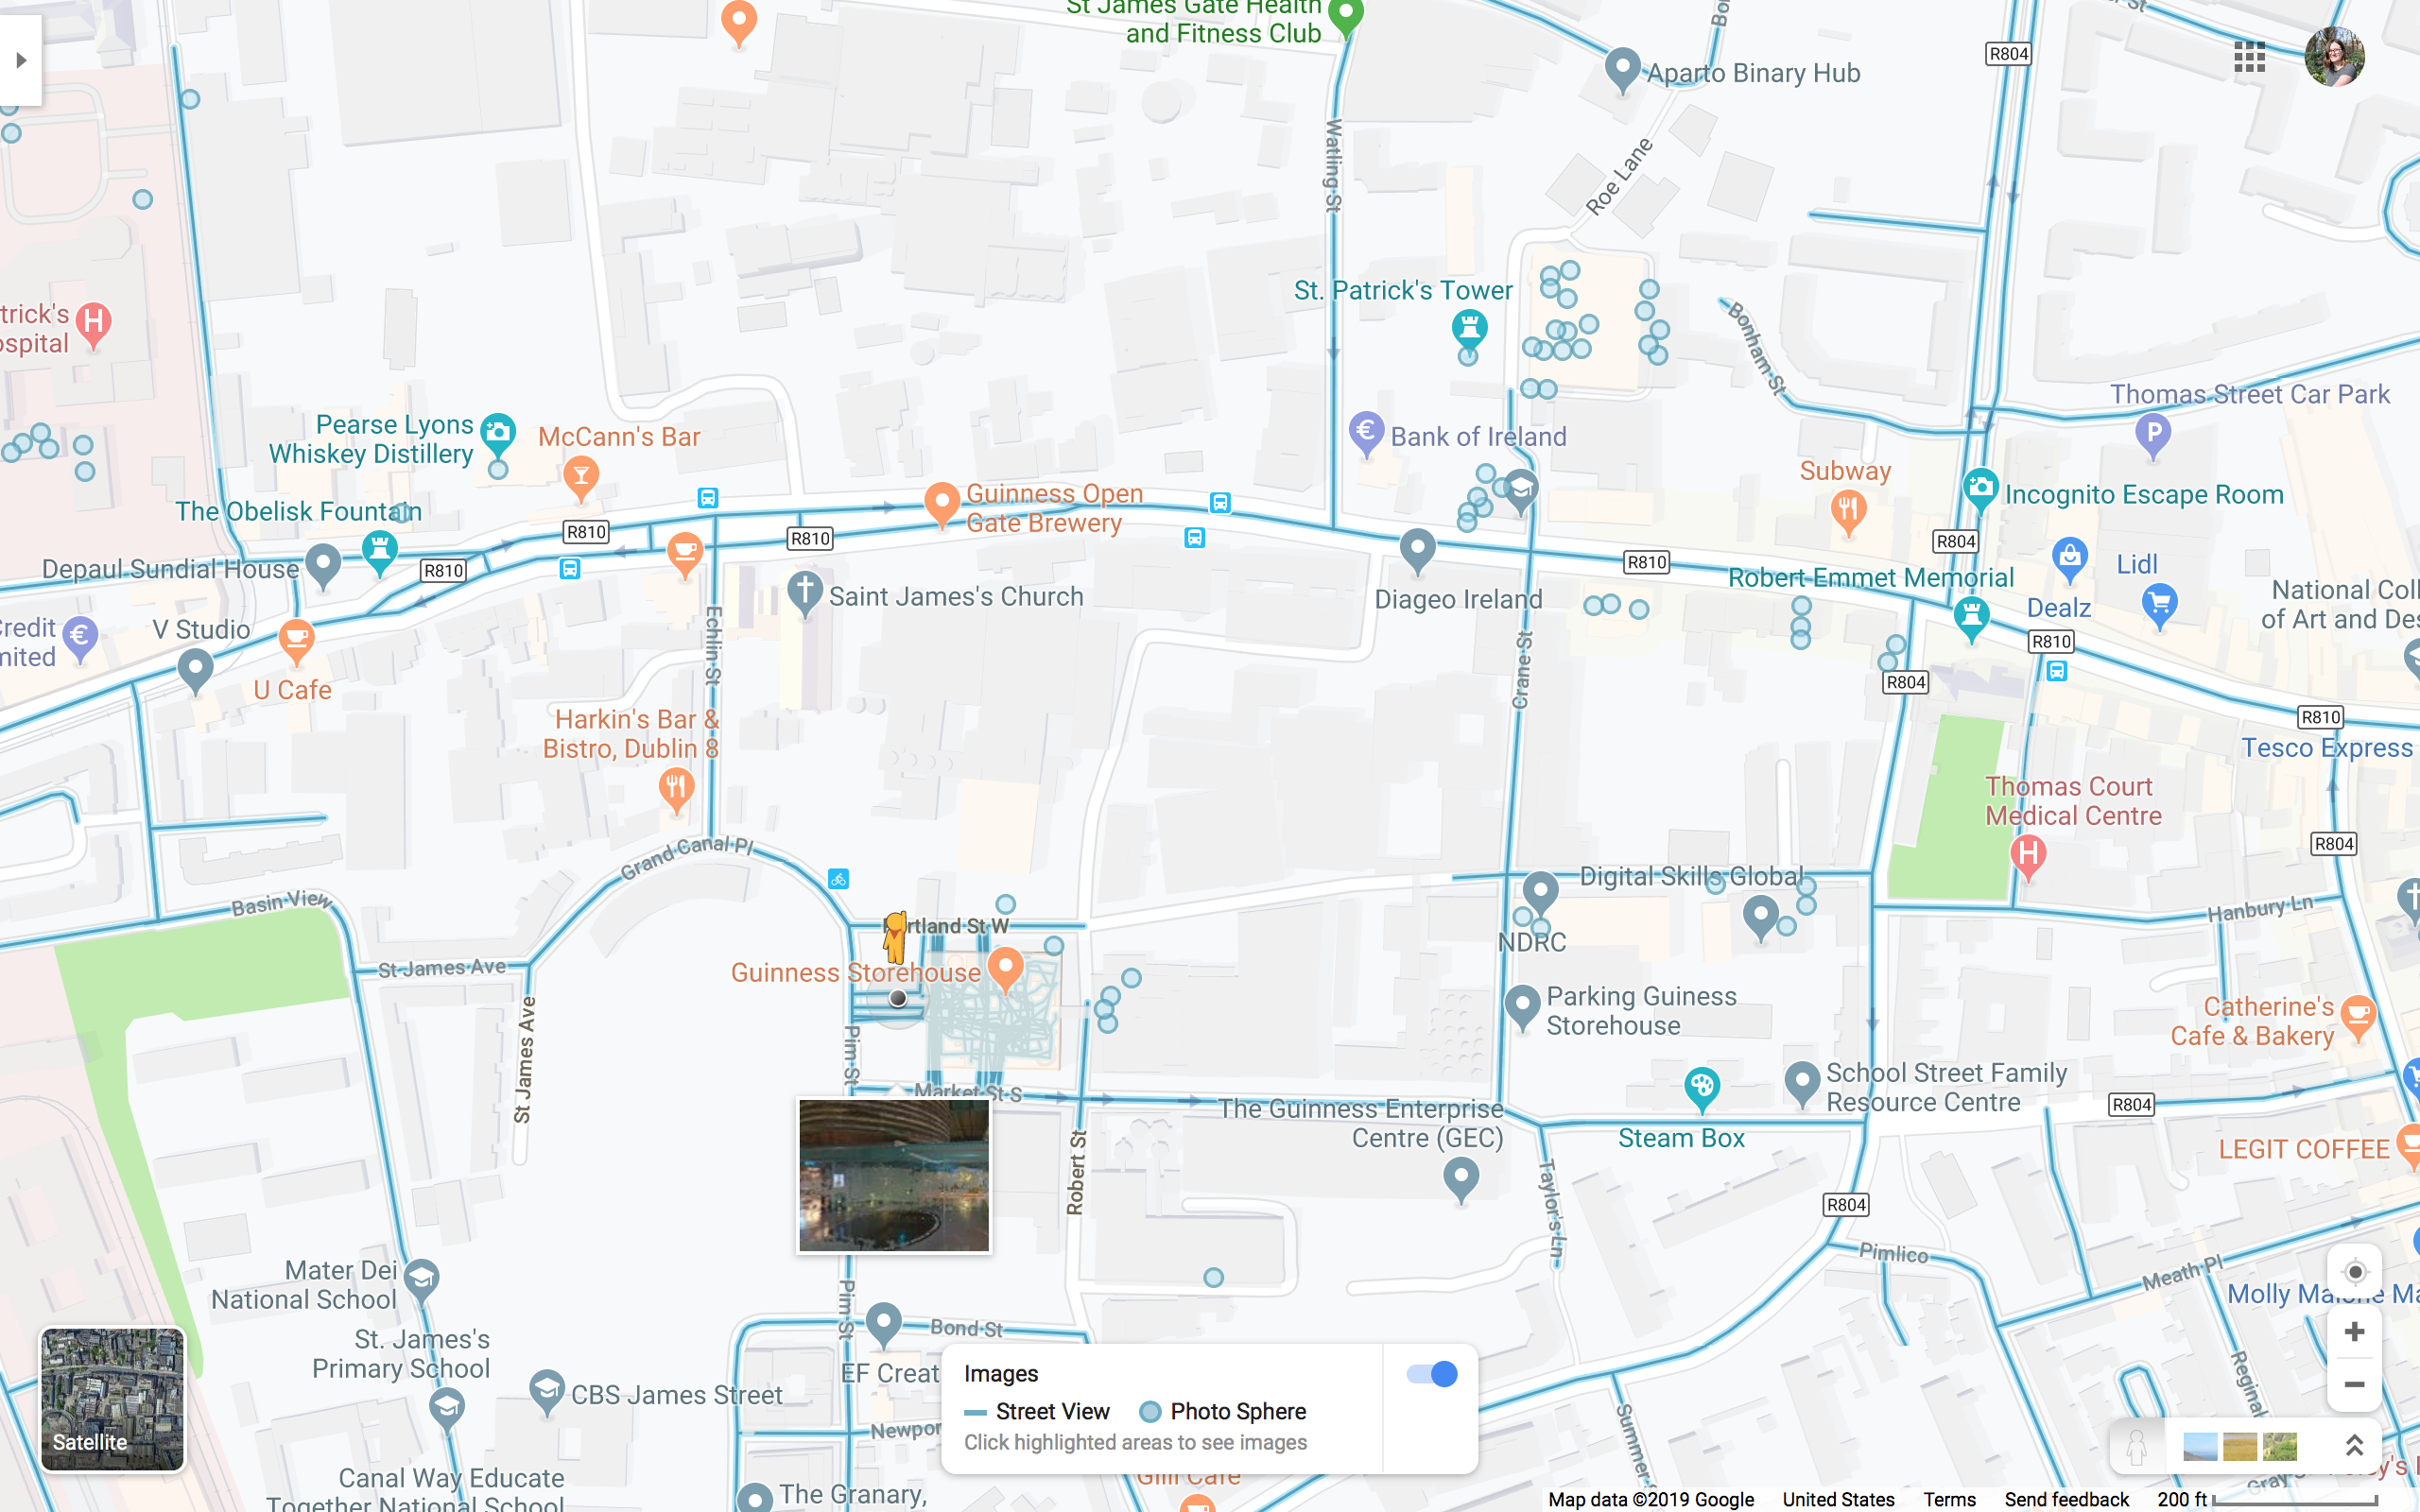 St James Gate Health
and Fitness Club
Aparto Binary Hub
R804
Watling St
Roe Lane
St. Patrick's Tower
trick's
ospital
Bonham St
Thomas Street Car Park
Pearse Lyons
Whiskey Distillery
McCann's Bar
Bank of Ireland
Subway
The Obelisk Fountain
Guinness Open
Gate Brewery
Incognito Escape Room
R810
R810
R810
R810
R804
Depaul Sundial House
Saint James's Church
Diageo Ireland
Robert Emmet Memorial
Lidl
Dealz
National Coll
of Art and Des
Credit
mited
V Studio
U Cafe
Echlin St
Crane St
R810
R804
R810
Harkin's Bar &
Bistro, Dublin 8
Tesco Express
Thomas Court
Medical Centre
R804
Grand Canal Pl
Basin View
Digital Skills Global
Hanbury Ln
Portland St W
NDRC
St James Ave
Guinness Storehouse
Parking Guiness
Storehouse
Catherine's
Cafe & Bakery
St James Ave
Pim St
Market St S
The Guinness Enterprise
Centre (GEC)
School Street Family
Resource Centre
R804
Steam Box
LEGIT COFFEE
Robert St
Taylor's Ln
R804
Pimlico
Meath Pl
Mater Dei
National School
Pim St
Bond St
Molly Malone Ma
St. James's
Primary School
EF Creat
CBS James Street
Images
Street View
Photo Sphere
Click highlighted areas to see images
Newpor
Summer
Reginal
Satellite
Canal Way Educate
Together National School
The Granary,
Gill Cafe
Gray
Map data ©2019 Google
United States
Terms
Send feedback
200 ft